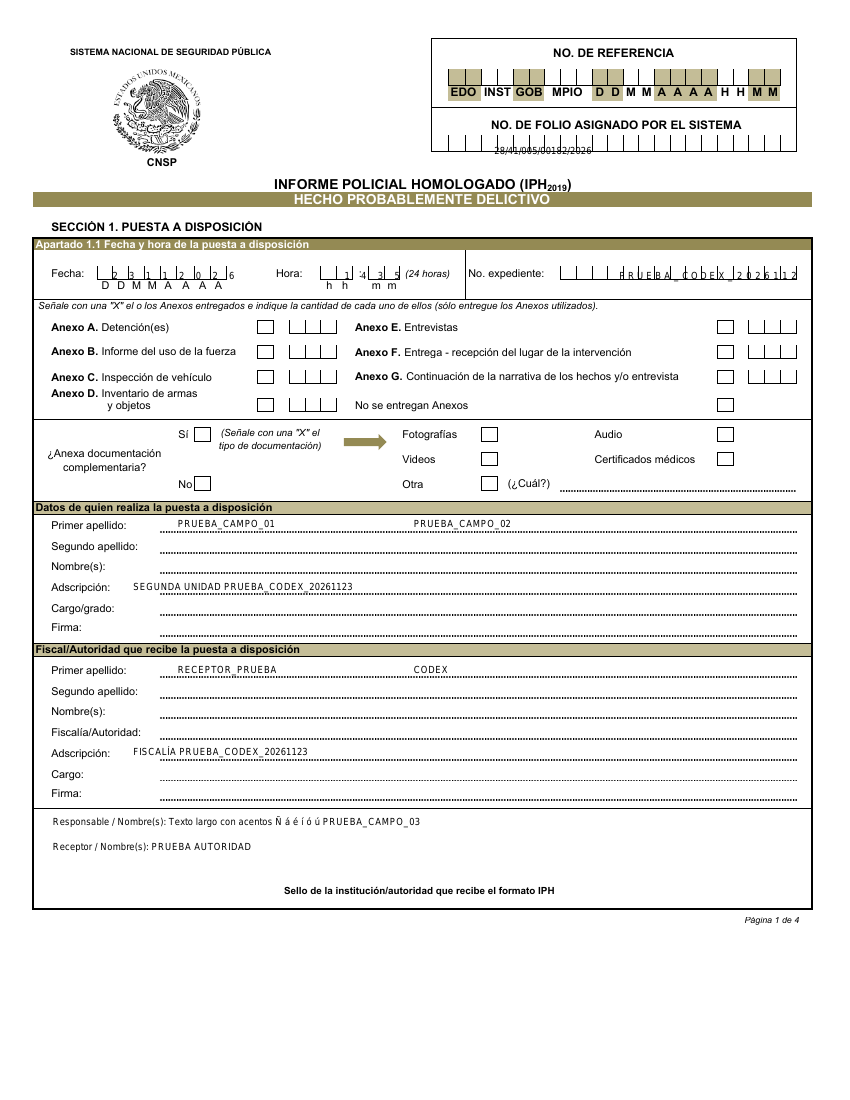 SISTEMA NACIONAL DE SEGURIDAD PÚBLICA
ESTADOS UNIDOS MEXICANOS
CNSP
NO. DE REFERENCIA
EDO INST GOB MPIO D D M M A A A A H H M M
NO. DE FOLIO ASIGNADO POR EL SISTEMA
28/41/005/00182/2026
INFORME POLICIAL HOMOLOGADO (IPH2019)
HECHO PROBABLEMENTE DELICTIVO
SECCIÓN 1. PUESTA A DISPOSICIÓN
Apartado 1.1 Fecha y hora de la puesta a disposición
Fecha: 2 3 1 1 2 0 2 6 Hora: 1 4 : 3 5 (24 horas) No. expediente: PRUEBA_CODEX_2026112
D D M M A A A A h h m m
Señale con una "X" el o los Anexos entregados e indique la cantidad de cada uno de ellos (sólo entregue los Anexos utilizados).
Anexo A. Detención(es) Anexo E. Entrevistas
Anexo B. Informe del uso de la fuerza Anexo F. Entrega - recepción del lugar de la intervención
Anexo C. Inspección de vehículo Anexo G. Continuación de la narrativa de los hechos y/o entrevista
Anexo D. Inventario de armas
y objetos No se entregan Anexos
¿Anexa documentación
complementaria?
Sí (Señale con una "X" el
tipo de documentación)
No
Fotografías Audio
Videos Certificados médicos
Otra (¿Cuál?)
Datos de quien realiza la puesta a disposición
Primer apellido: PRUEBA_CAMPO_01 PRUEBA_CAMPO_02
Segundo apellido:
Nombre(s):
Adscripción: SEGUNDA UNIDAD PRUEBA_CODEX_20261123
Cargo/grado:
Firma:
Fiscal/Autoridad que recibe la puesta a disposición
Primer apellido: RECEPTOR_PRUEBA CODEX
Segundo apellido:
Nombre(s):
Fiscalía/Autoridad:
Adscripción: FISCALÍA PRUEBA_CODEX_20261123
Cargo:
Firma:
Responsable / Nombre(s): Texto largo con acentos Ñ á é í ó ú PRUEBA_CAMPO_03
Receptor / Nombre(s): PRUEBA AUTORIDAD
Sello de la institución/autoridad que recibe el formato IPH
Página 1 de 4